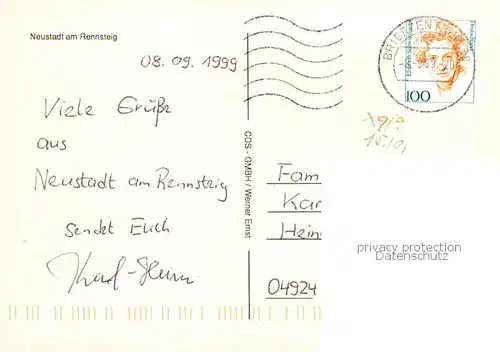 Neustadt am Rennsteig
08.09.1999
Viele Grüße
aus
Neustadt am Rennsteig
sendet Euch
Karl-Heinz
CDS - GMBH / Werner Ernst
100
Fam
Kar
Hein
04924
privacy protection
Datenschutz